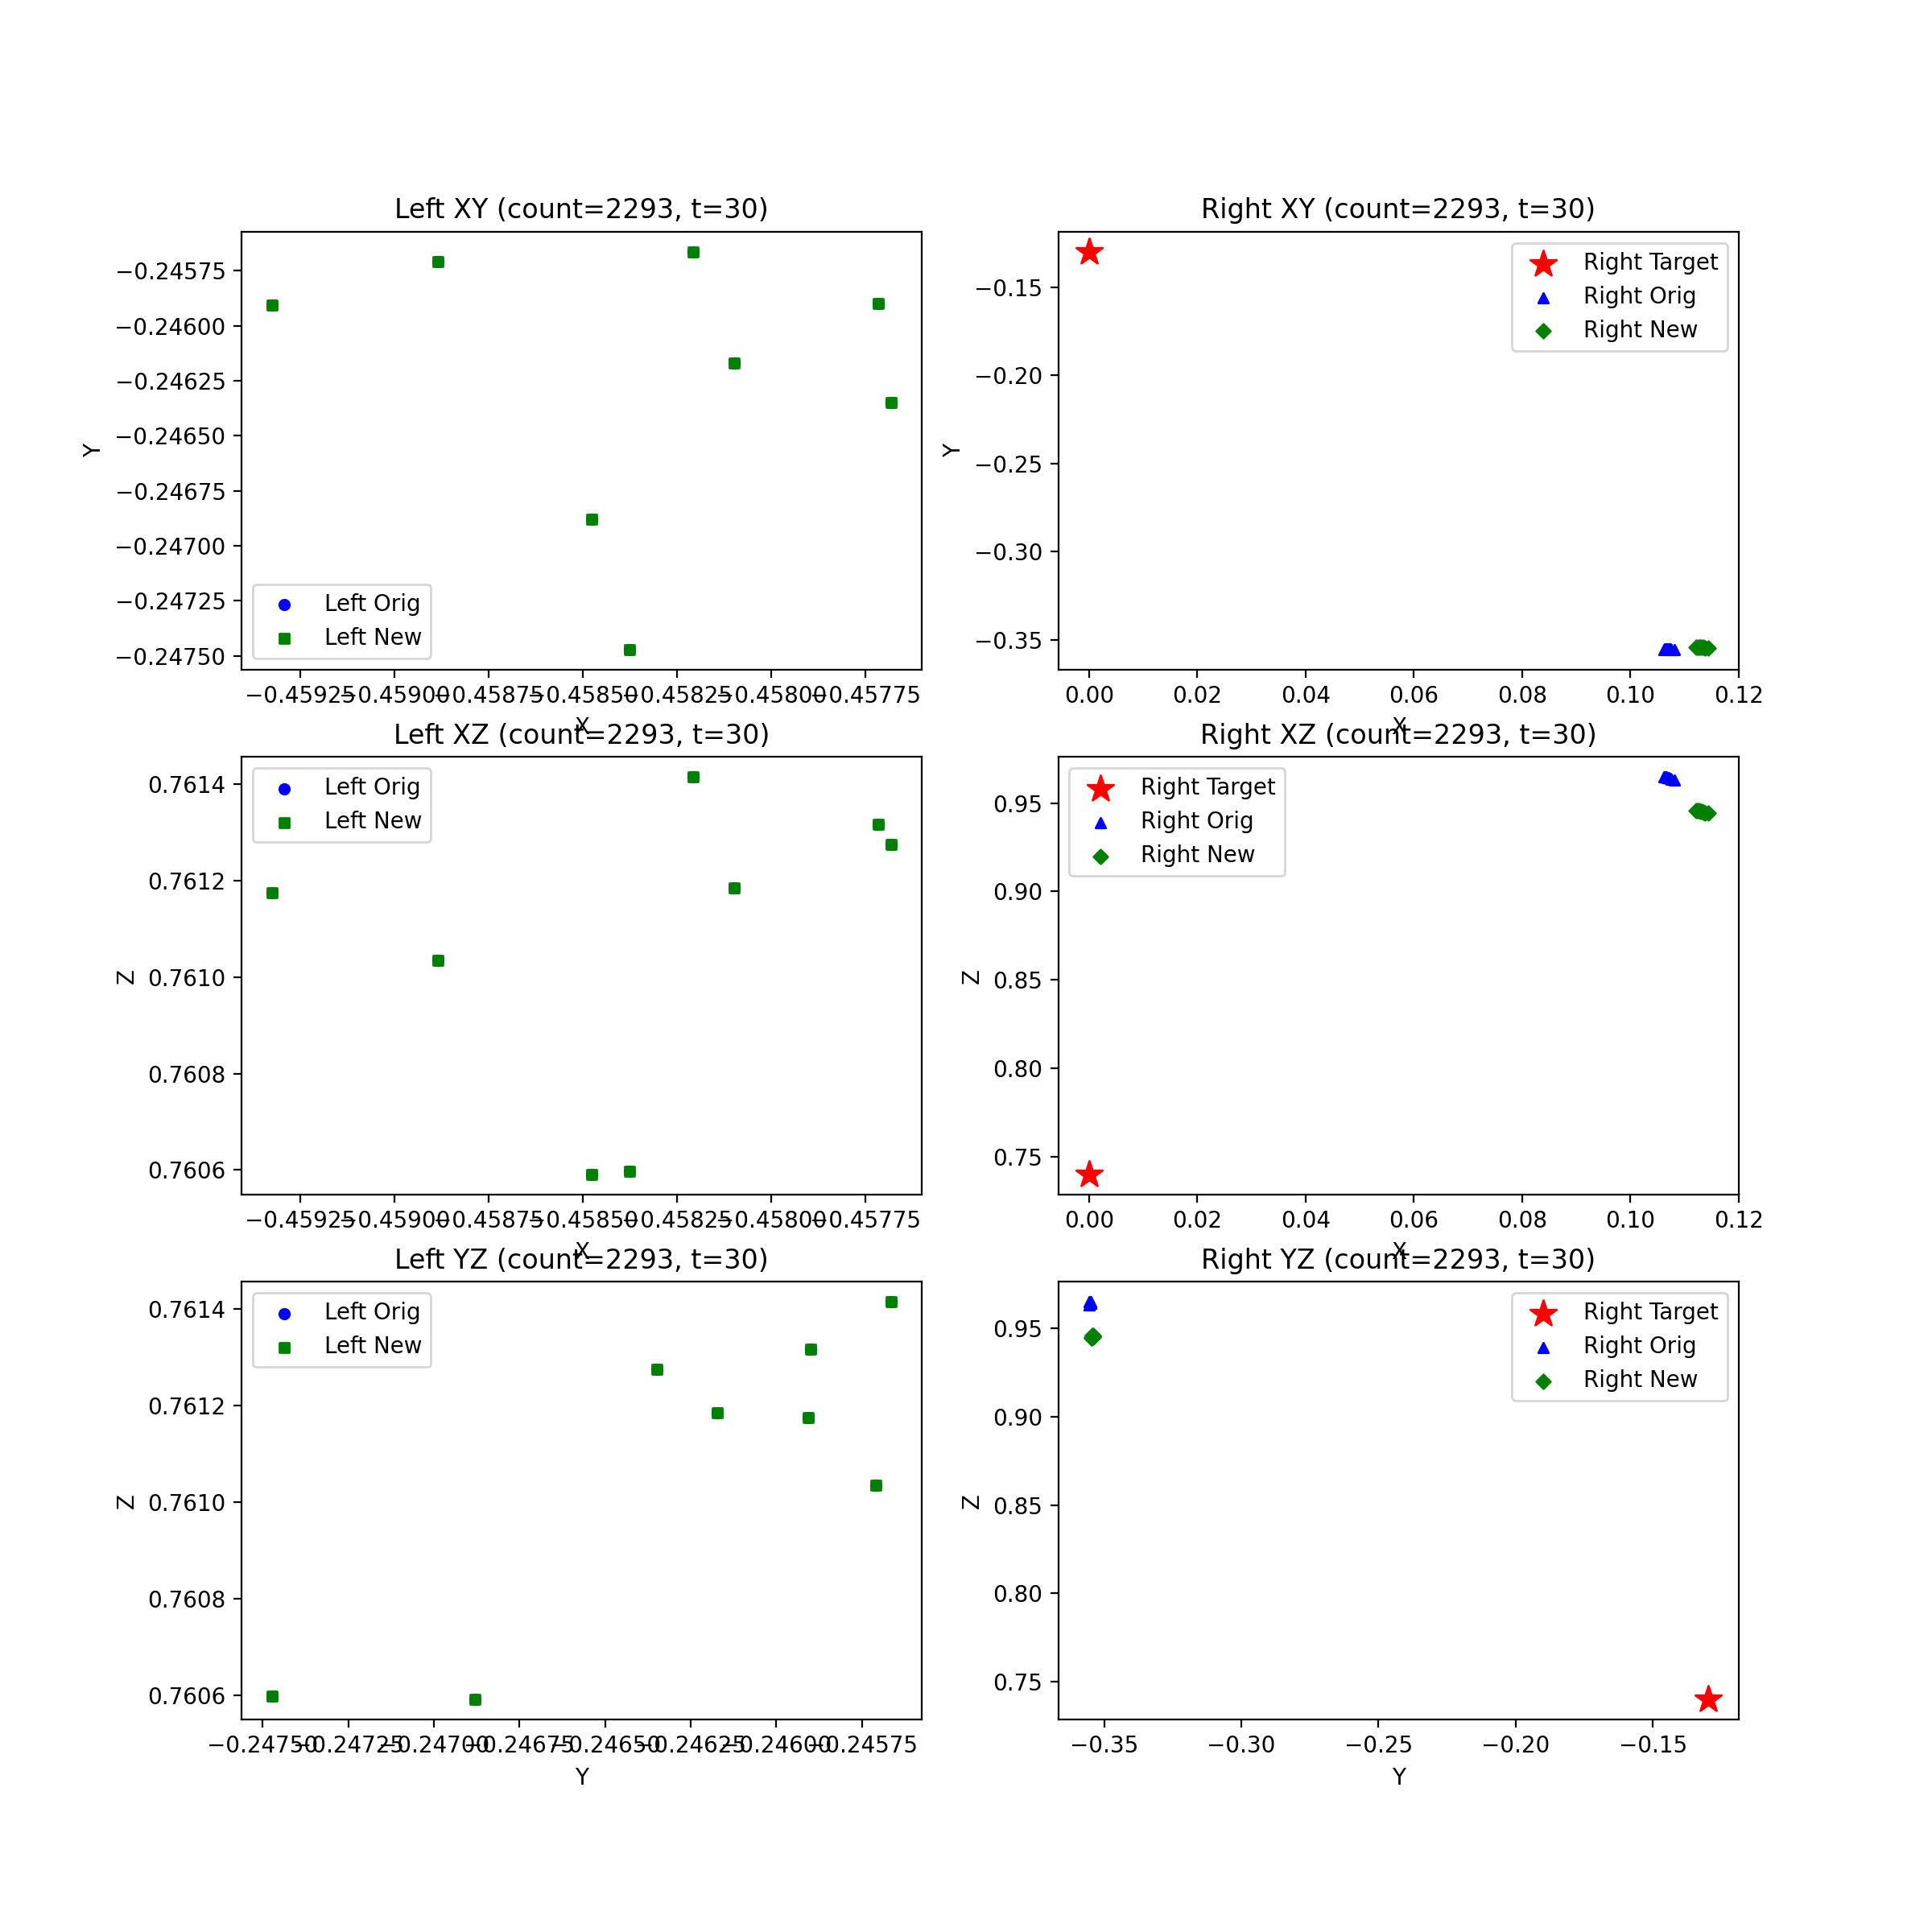 Left XY (count=2293, t=30)
−0.24575
−0.24600
−0.24625
−0.24650
−0.24675
−0.24700
−0.24725
−0.24750
Y
Left Orig
Left New
−0.45925 −0.45900 −0.45875 −0.45850 −0.45825 −0.45800 −0.45775
X
Right XY (count=2293, t=30)
−0.15
−0.20
−0.25
−0.30
−0.35
Y
Right Target
Right Orig
Right New
0.00 0.02 0.04 0.06 0.08 0.10 0.12
X
Left XZ (count=2293, t=30)
0.7614
0.7612
0.7610
0.7608
0.7606
Z
Left Orig
Left New
−0.45925 −0.45900 −0.45875 −0.45850 −0.45825 −0.45800 −0.45775
X
Right XZ (count=2293, t=30)
0.95
0.90
0.85
0.80
0.75
Z
Right Target
Right Orig
Right New
0.00 0.02 0.04 0.06 0.08 0.10 0.12
X
Left YZ (count=2293, t=30)
0.7614
0.7612
0.7610
0.7608
0.7606
Z
Left Orig
Left New
−0.24750 −0.24725 −0.24700 −0.24675 −0.24650 −0.24625 −0.24600 −0.24575
Y
Right YZ (count=2293, t=30)
0.95
0.90
0.85
0.80
0.75
Z
Right Target
Right Orig
Right New
−0.35 −0.30 −0.25 −0.20 −0.15
Y